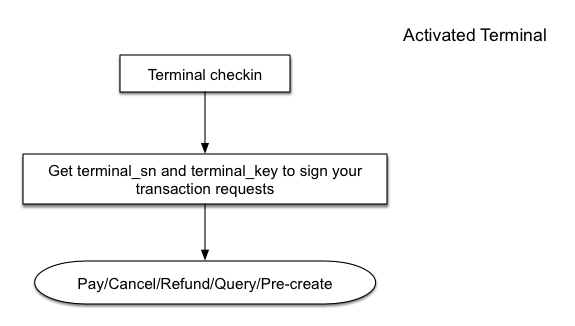 Activated Terminal
Terminal checkin
Get terminal_sn and terminal_key to sign your
transaction requests
Pay/Cancel/Refund/Query/Pre-create